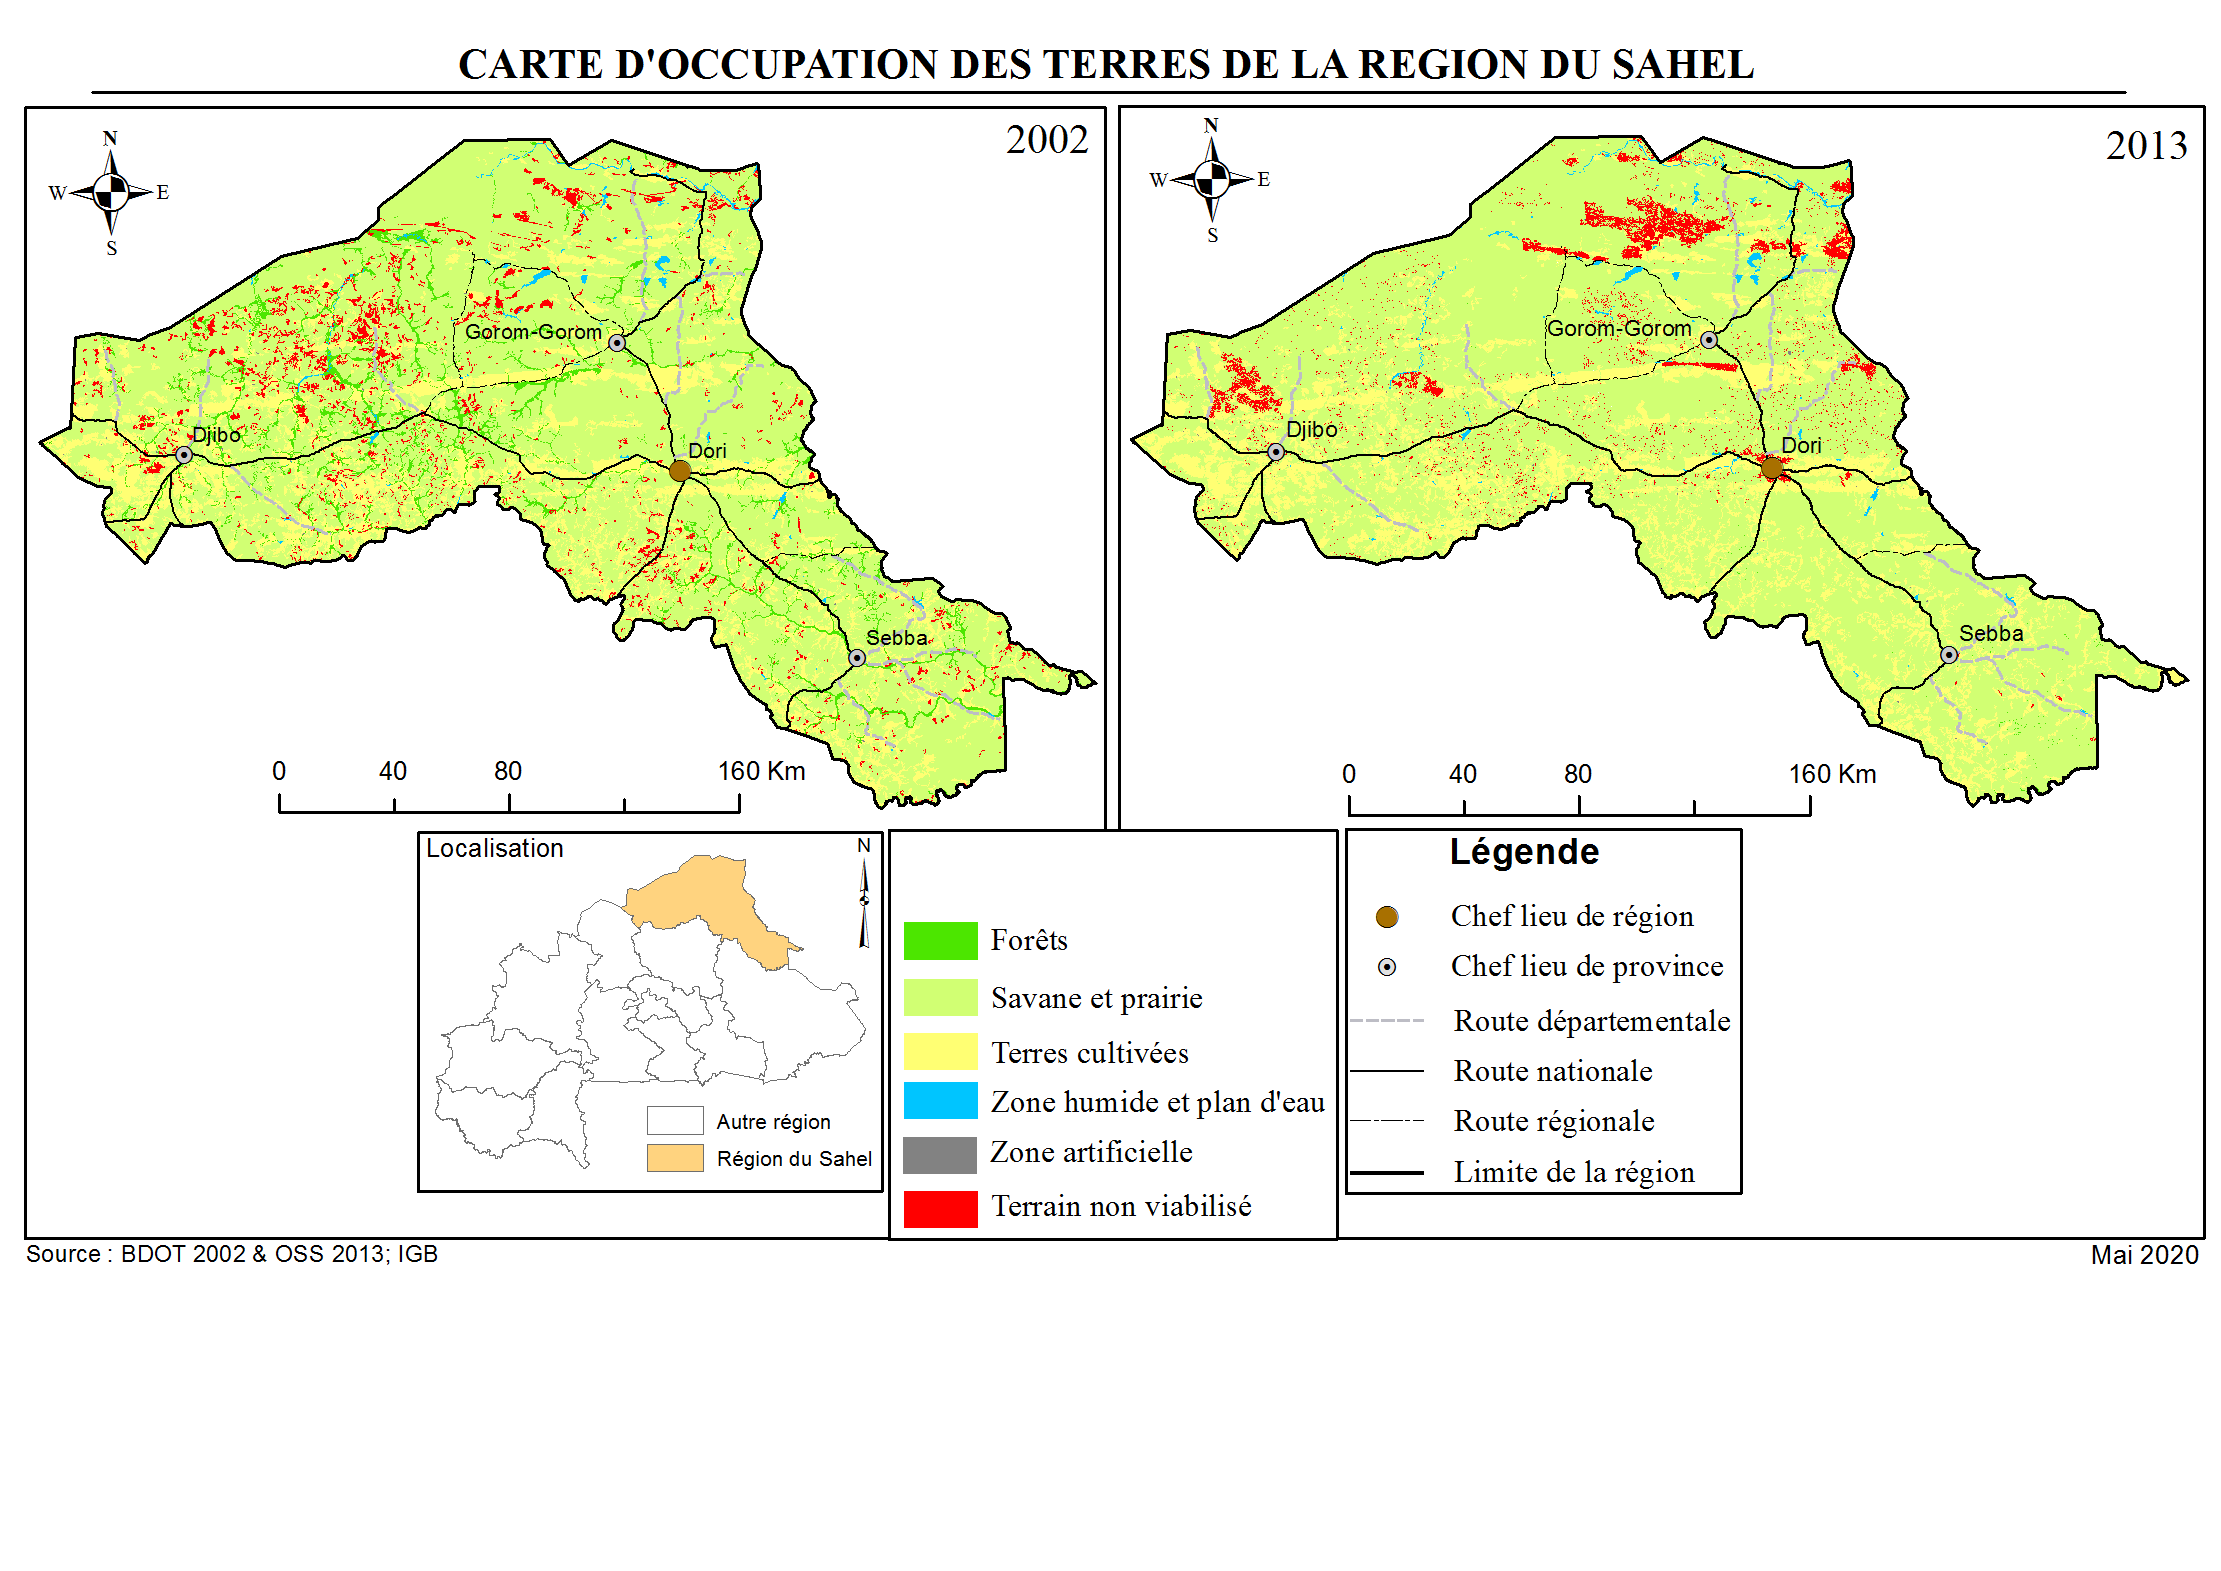 CARTE D'OCCUPATION DES TERRES DE LA REGION DU SAHEL
2002
N
W
E
S
Gorom-Gorom
Djibo
Dori
Sebba
0 40 80 160 Km
2013
N
W
E
S
Gorom-Gorom
Djibo
Dori
Sebba
0 40 80 160 Km
Localisation
N
Autre région
Région du Sahel
Forêts
Savane et prairie
Terres cultivées
Zone humide et plan d'eau
Zone artificielle
Terrain non viabilisé
Légende
Chef lieu de région
Chef lieu de province
Route départementale
Route nationale
Route régionale
Limite de la région
Source : BDOT 2002 & OSS 2013; IGB
Mai 2020